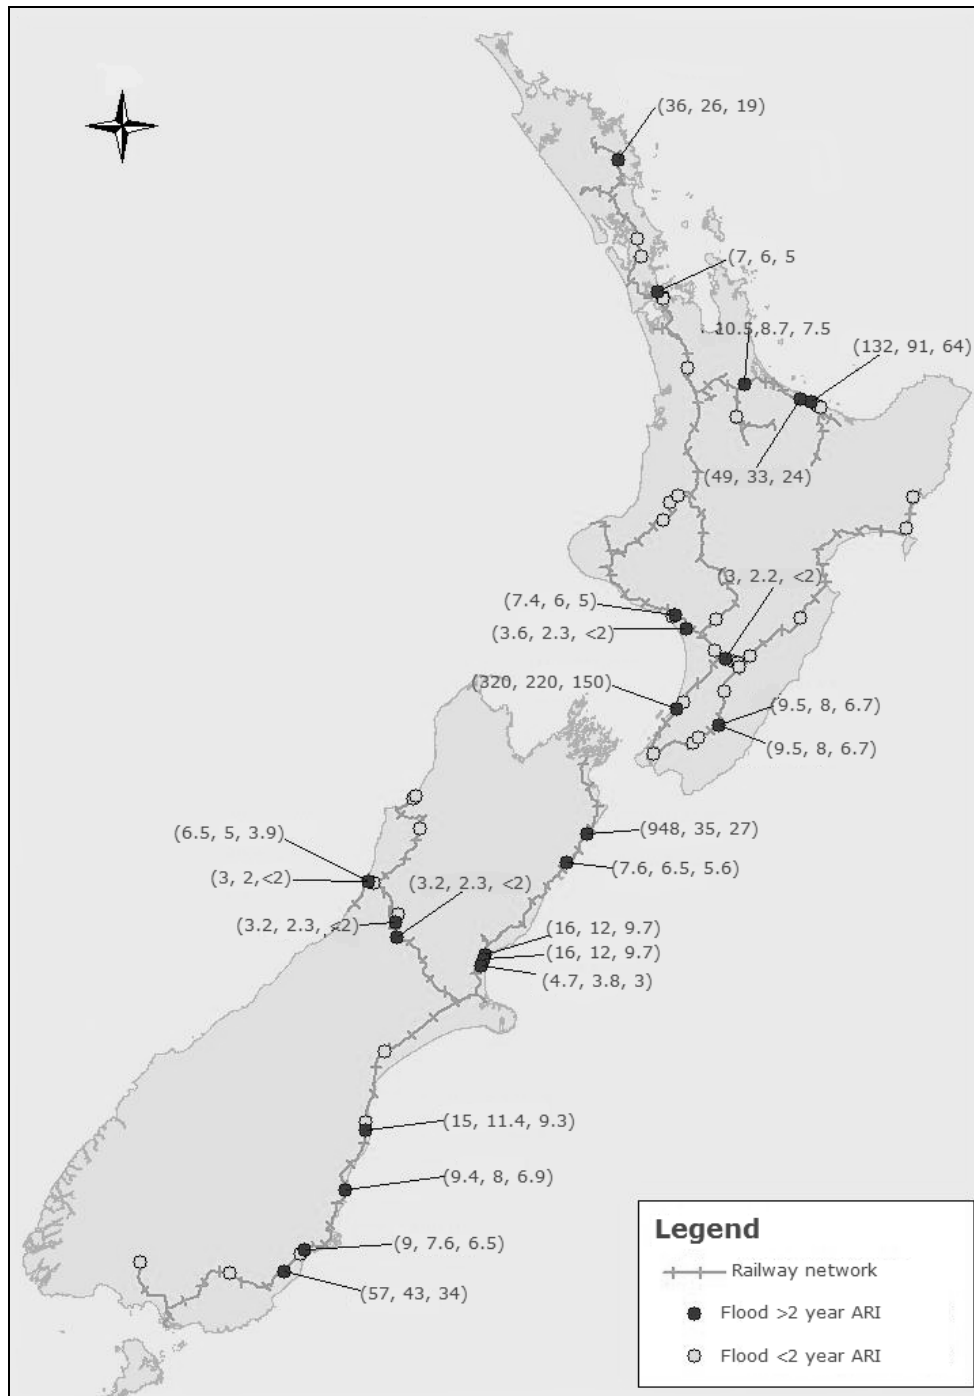 (36, 26, 19)
(7, 6, 5
10.5,8.7, 7.5
(132, 91, 64)
(49, 33, 24)
(3, 2.2, <2)
(7.4, 6, 5)
(3.6, 2.3, <2)
(320, 220, 150)
(9.5, 8, 6.7)
(9.5, 8, 6.7)
(948, 35, 27)
(6.5, 5, 3.9)
(7.6, 6.5, 5.6)
(3, 2,<2)
(3.2, 2.3, <2)
(3.2, 2.3, <2)
(16, 12, 9.7)
(16, 12, 9.7)
(4.7, 3.8, 3)
(15, 11.4, 9.3)
(9.4, 8, 6.9)
(9, 7.6, 6.5)
(57, 43, 34)
Legend
Railway network
Flood >2 year ARI
Flood <2 year ARI